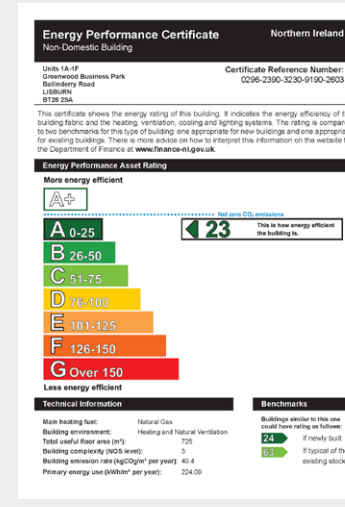 Energy Performance Certificate
Northern Ireland
Non-Domestic Building
Units 1A-1F
Greenwood Business Park
Ballinderry Road
LISBURN
BT28 2SA
Certificate Reference Number:
0296-2390-3230-9190-2603
This certificate shows the energy rating of this building. It indicates the energy efficiency of t
building fabric and the heating, ventilation, cooling and lighting systems. The rating is compare
to two benchmarks for this type of building: one appropriate for new buildings and one appropria
for existing buildings. There is more advice on how to interpret this information on the website f
the Department of Finance at www.finance-ni.gov.uk.
Energy Performance Asset Rating
More energy efficient
A+
Net zero CO₂ emissions
A 0-25
23
This is how energy efficient
the building is.
B 26-50
C 51-75
D 76-100
E 101-125
F 126-150
G Over 150
Less energy efficient
Technical Information
Main heating fuel: Natural Gas
Building environment: Heating and Natural Ventilation
Total useful floor area (m²): 725
Building complexity (NOS level): 3
Building emission rate (kgCO₂/m² per year): 40.4
Primary energy use (kWh/m² per year): 224.09
Benchmarks
Buildings similar to this one
could have rating as follows:
24 If newly built
63 If typical of the
existing stock